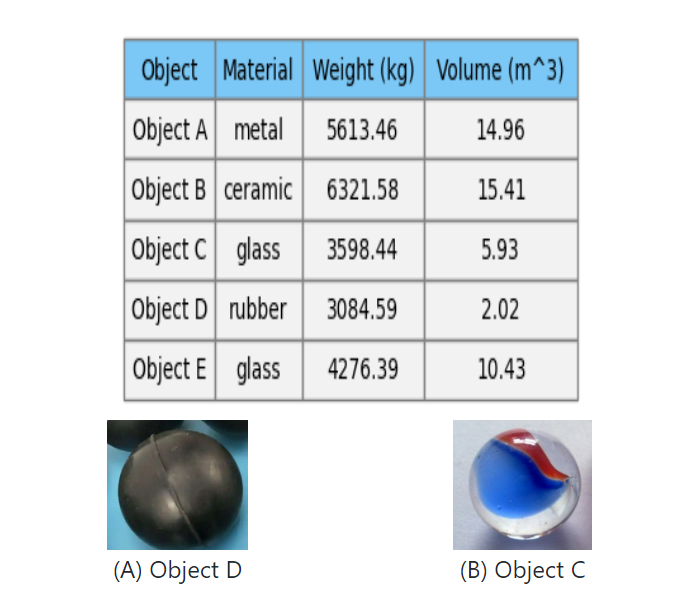 Object Material Weight (kg) Volume (m^3)
Object A metal 5613.46 14.96
Object B ceramic 6321.58 15.41
Object C glass 3598.44 5.93
Object D rubber 3084.59 2.02
Object E glass 4276.39 10.43
(A) Object D (B) Object C